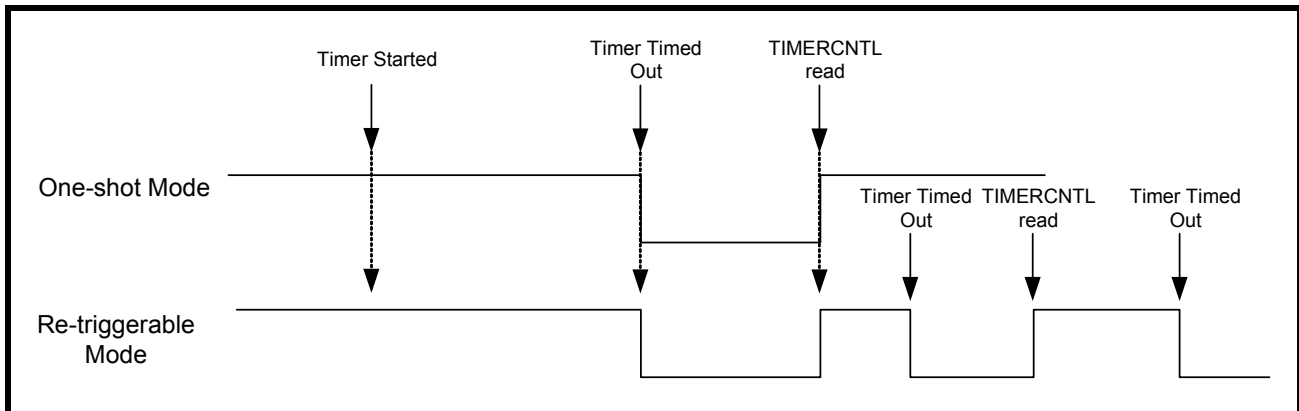 Timer Started
Timer Timed
Out
TIMERCNTL
read
One-shot Mode
Timer Timed
Out
TIMERCNTL
read
Timer Timed
Out
Re-triggerable
Mode